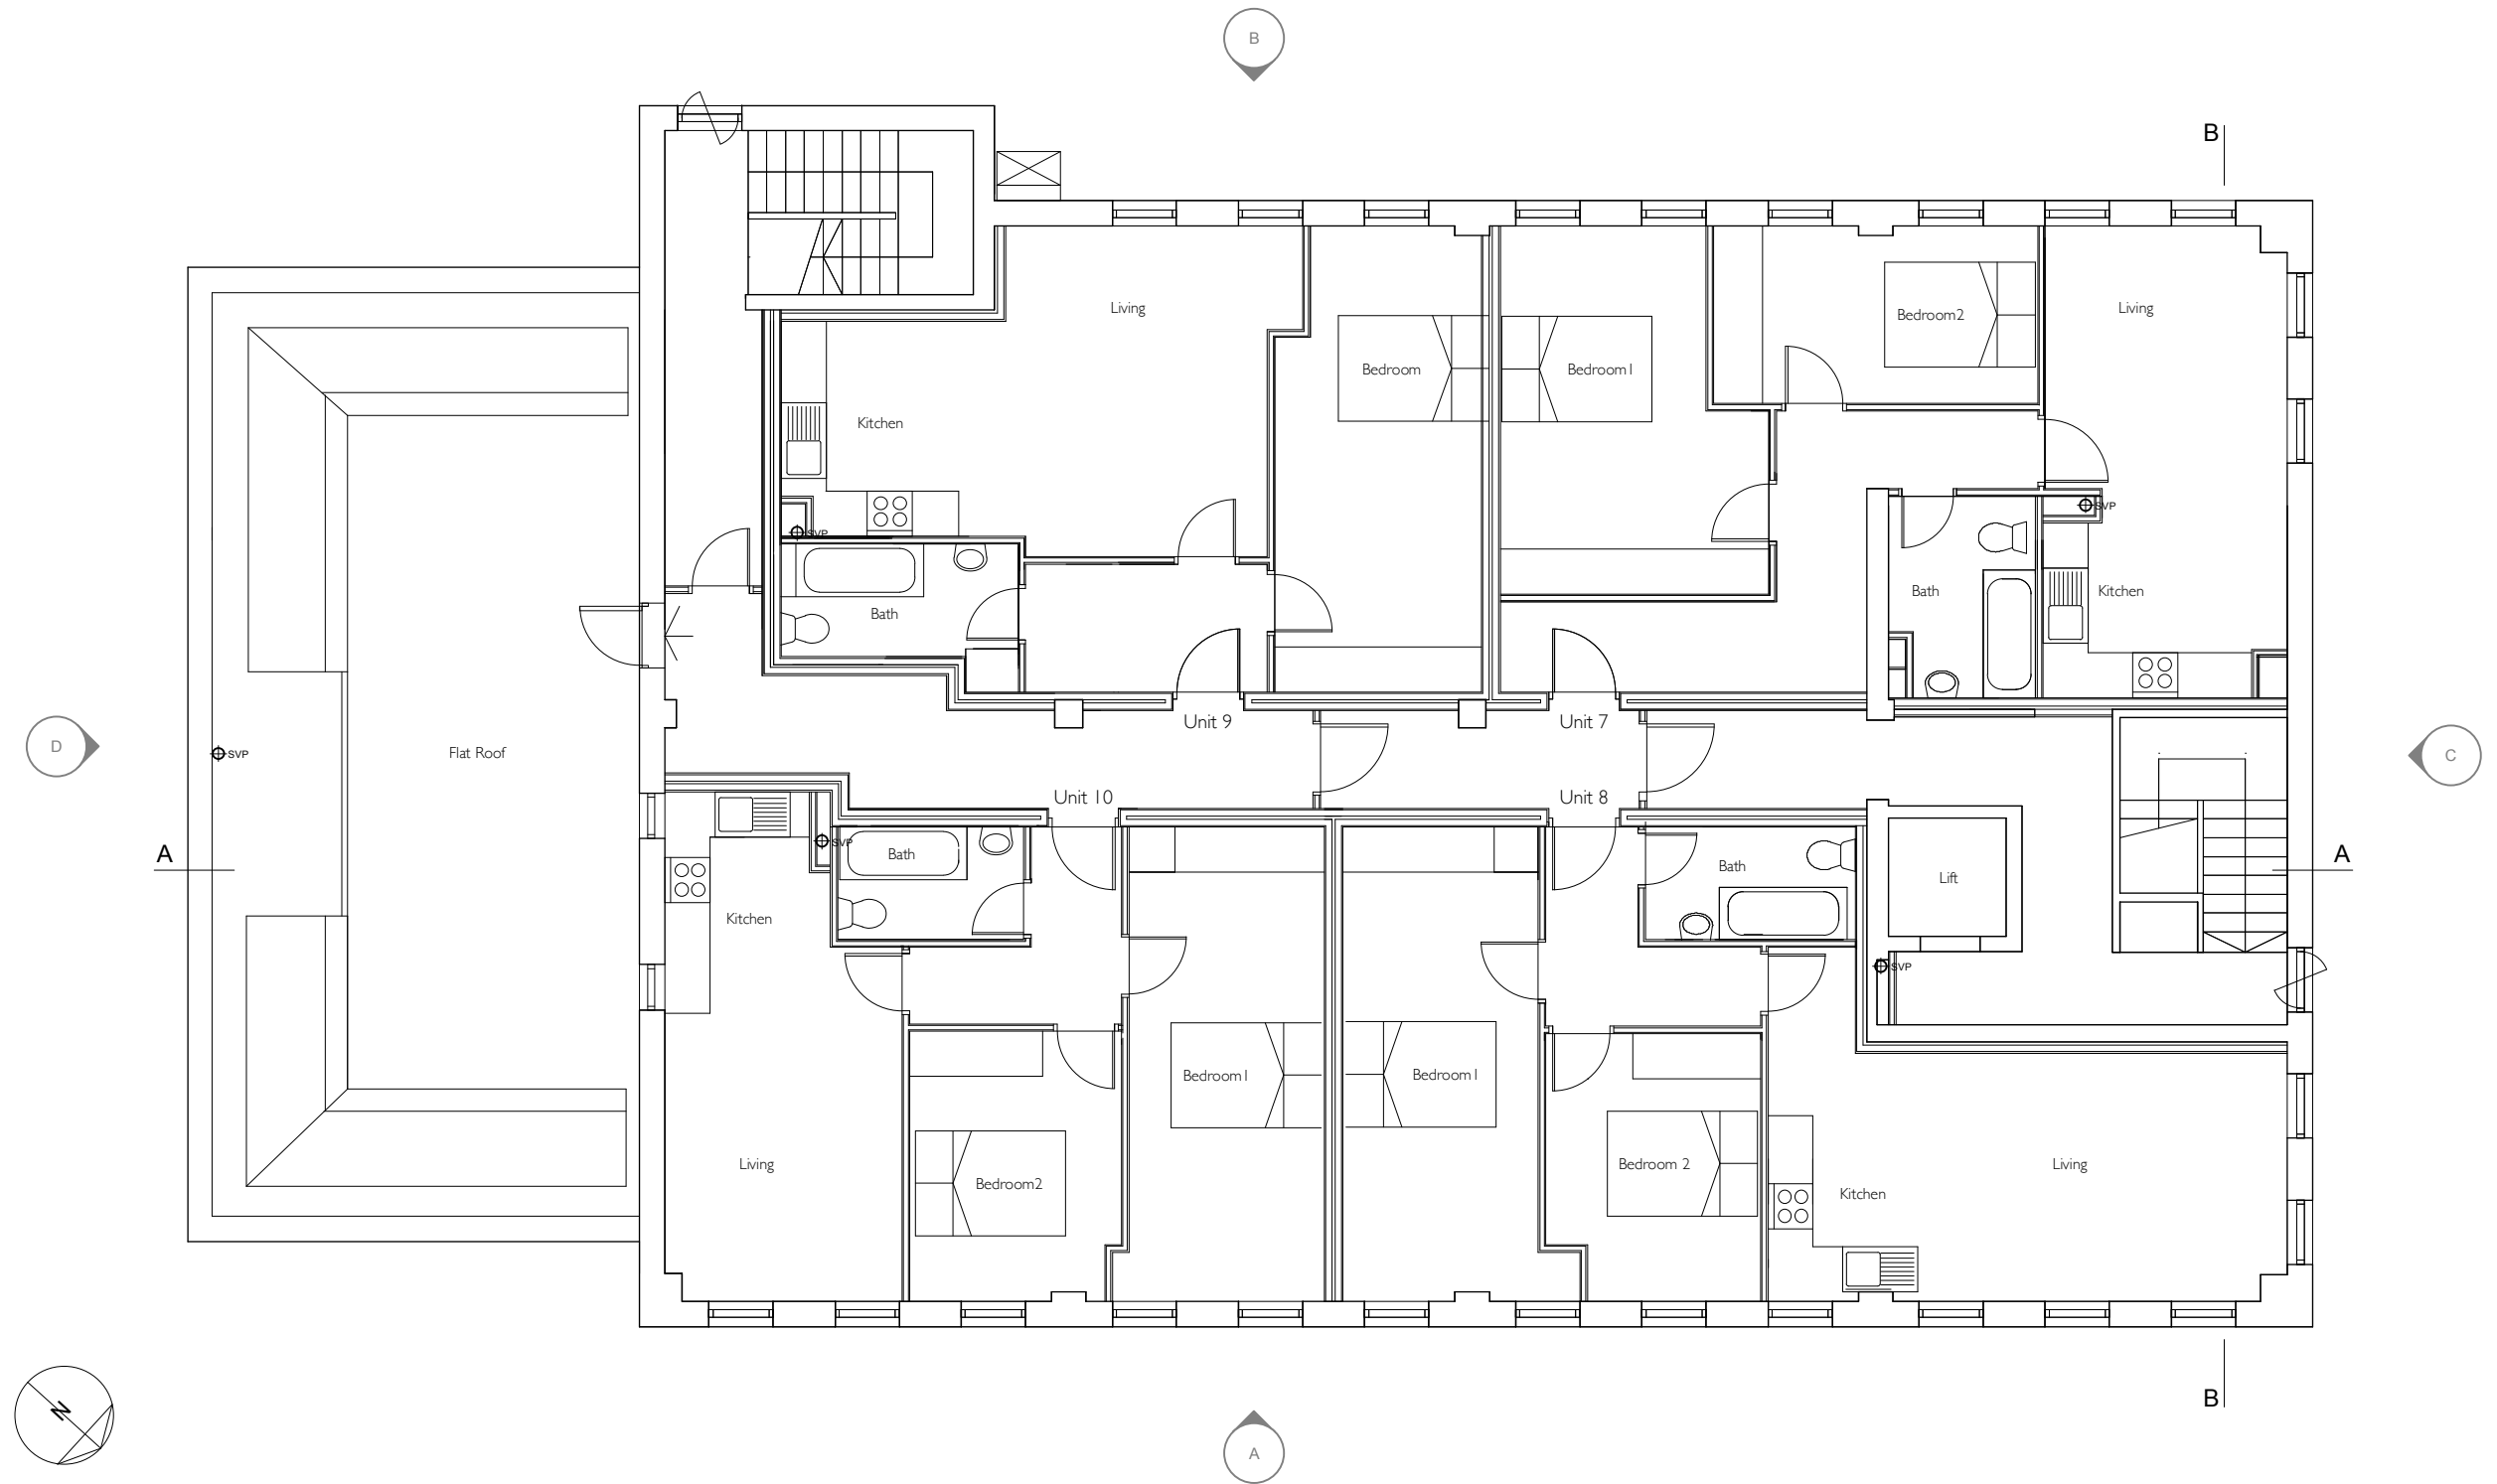 B
B
Living
Bedroom2
Living
Bedroom
Bedroom1
Kitchen
SVP
SVP
Bath
Bath
Kitchen
Unit 9
Unit 7
D
SVP
Flat Roof
C
Unit 10
Unit 8
A
SVP
Bath
Bath
Lift
A
Kitchen
SVP
Bedroom1
Bedroom1
Living
Bedroom2
Bedroom 2
Kitchen
Living
N
B
A